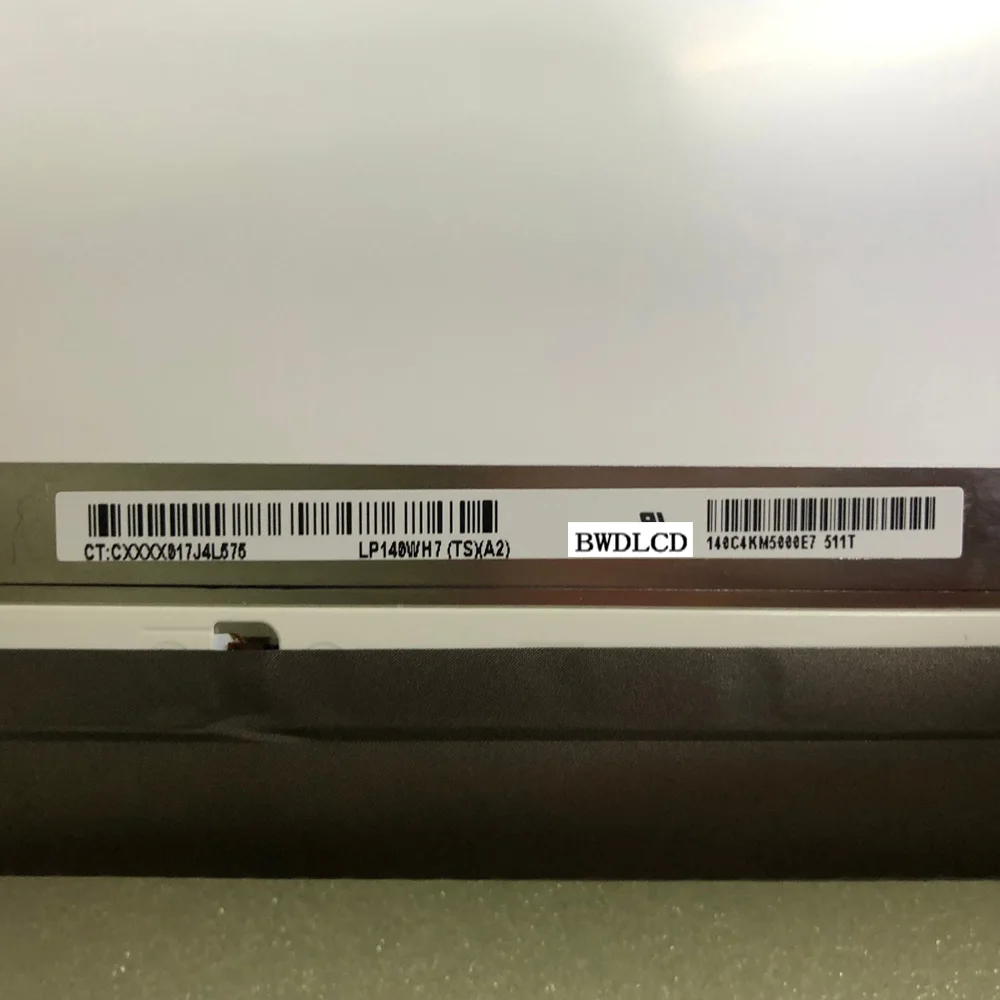 CT:CXXXX017J4L575
LP140WH7 (TS)(A2)
BWDLCD
140C4KM5000E7 511T